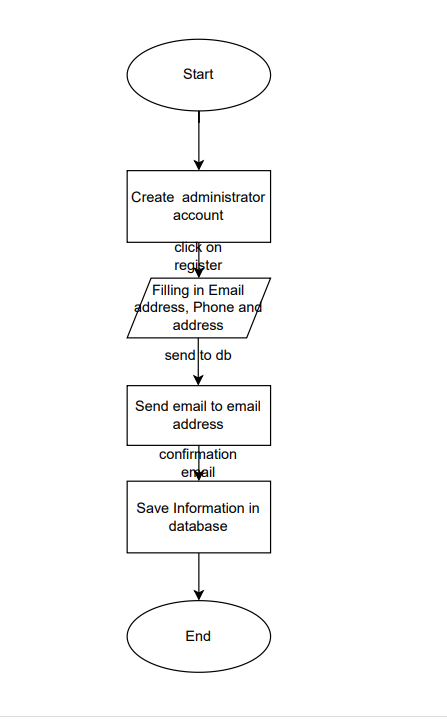 Start
Create administrator
account
click on
register
Filling in Email
address, Phone and
address
send to db
Send email to email
address
confirmation
email
Save Information in
database
End